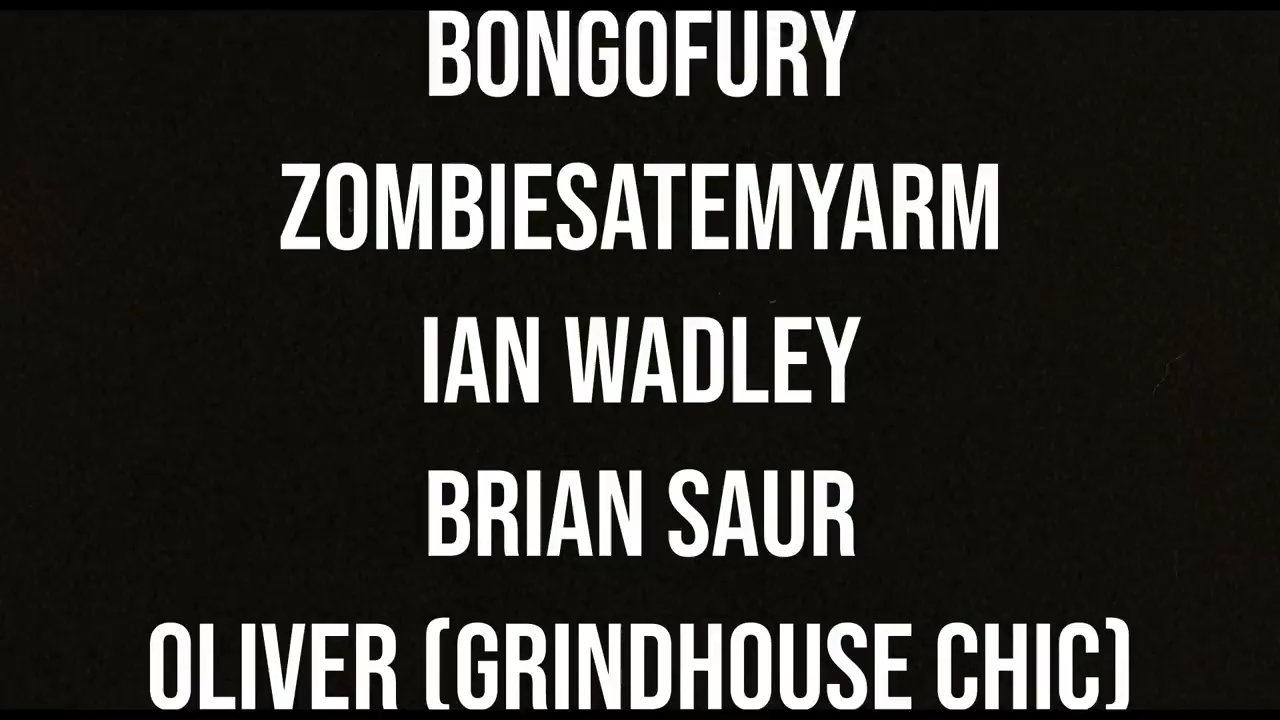 BONGOFURY
ZOMBIESATEMYARM
IAN WADLEY
BRIAN SAUR
OLIVER (GRINDHOUSE CHIC)